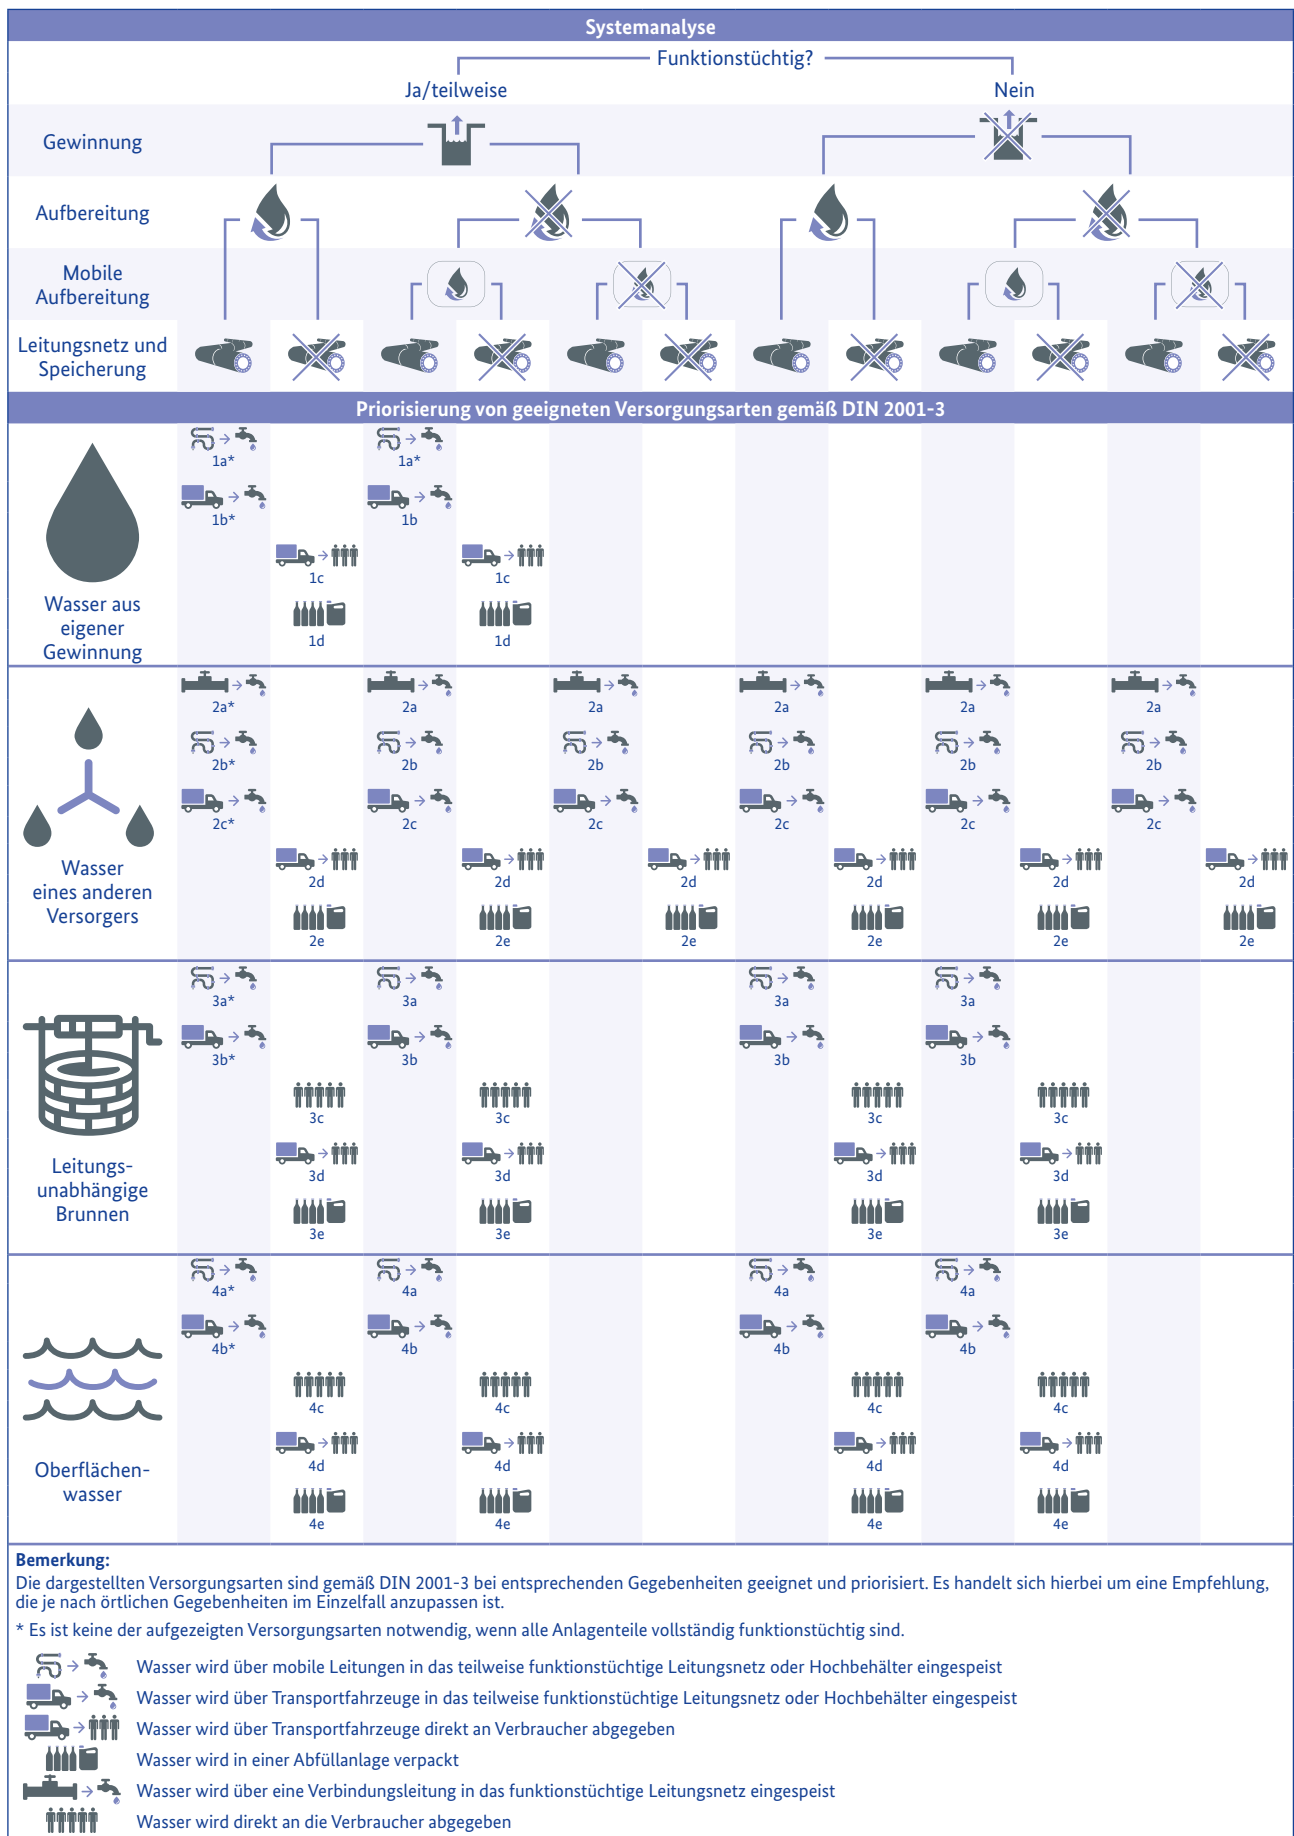 Systemanalyse
Funktionstüchtig?
Ja/teilweise Nein
Gewinnung
Aufbereitung
Mobile
Aufbereitung
Leitungsnetz und
Speicherung
Priorisierung von geeigneten Versorgungsarten gemäß DIN 2001-3
1a* 1a*
1b* 1b
1c 1c
1d 1d
Wasser aus
eigener
Gewinnung
2a* 2a 2a 2a 2a 2a
2b* 2b 2b 2b 2b 2b
2c* 2c 2c 2c 2c 2c
2d 2d 2d 2d 2d 2d
2e 2e 2e 2e 2e 2e
Wasser
eines anderen
Versorgers
3a* 3a 3a 3a
3b* 3b 3b 3b
3c 3c 3c 3c
3d 3d 3d 3d
3e 3e 3e 3e
Leitungs-
unabhängige
Brunnen
4a* 4a 4a 4a
4b* 4b 4b 4b
4c 4c 4c 4c
4d 4d 4d 4d
4e 4e 4e 4e
Oberflächen-
wasser
Bemerkung:
Die dargestellten Versorgungsarten sind gemäß DIN 2001-3 bei entsprechenden Gegebenheiten geeignet und priorisiert. Es handelt sich hierbei um eine Empfehlung,
die je nach örtlichen Gegebenheiten im Einzelfall anzupassen ist.
* Es ist keine der aufgezeigten Versorgungsarten notwendig, wenn alle Anlagenteile vollständig funktionstüchtig sind.
Wasser wird über mobile Leitungen in das teilweise funktionstüchtige Leitungsnetz oder Hochbehälter eingespeist
Wasser wird über Transportfahrzeuge in das teilweise funktionstüchtige Leitungsnetz oder Hochbehälter eingespeist
Wasser wird über Transportfahrzeuge direkt an Verbraucher abgegeben
Wasser wird in einer Abfüllanlage verpackt
Wasser wird über eine Verbindungsleitung in das funktionstüchtige Leitungsnetz eingespeist
Wasser wird direkt an die Verbraucher abgegeben